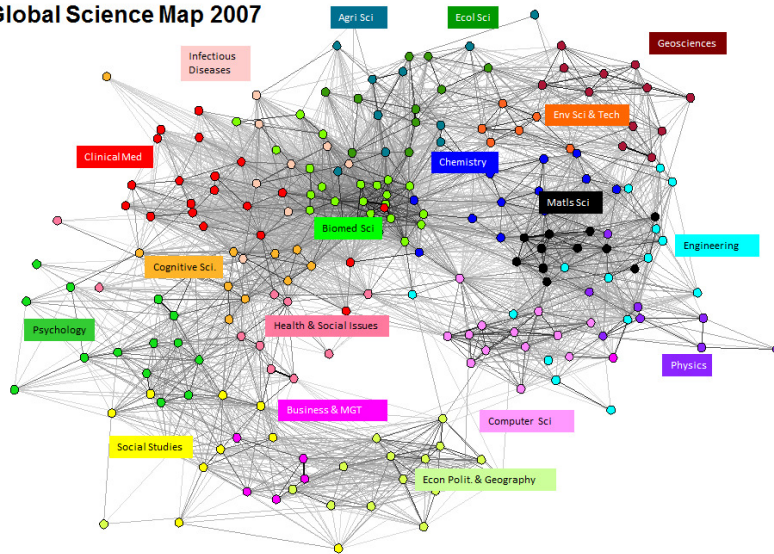 Global Science Map 2007
Agri Sci
Ecol Sci
Geosciences
Infectious
Diseases
Env Sci & Tech
Clinical Med
Chemistry
Matls Sci
Biomed Sci
Engineering
Cognitive Sci.
Psychology
Health & Social Issues
Physics
Business & MGT
Computer Sci
Social Studies
Econ Polit. & Geography